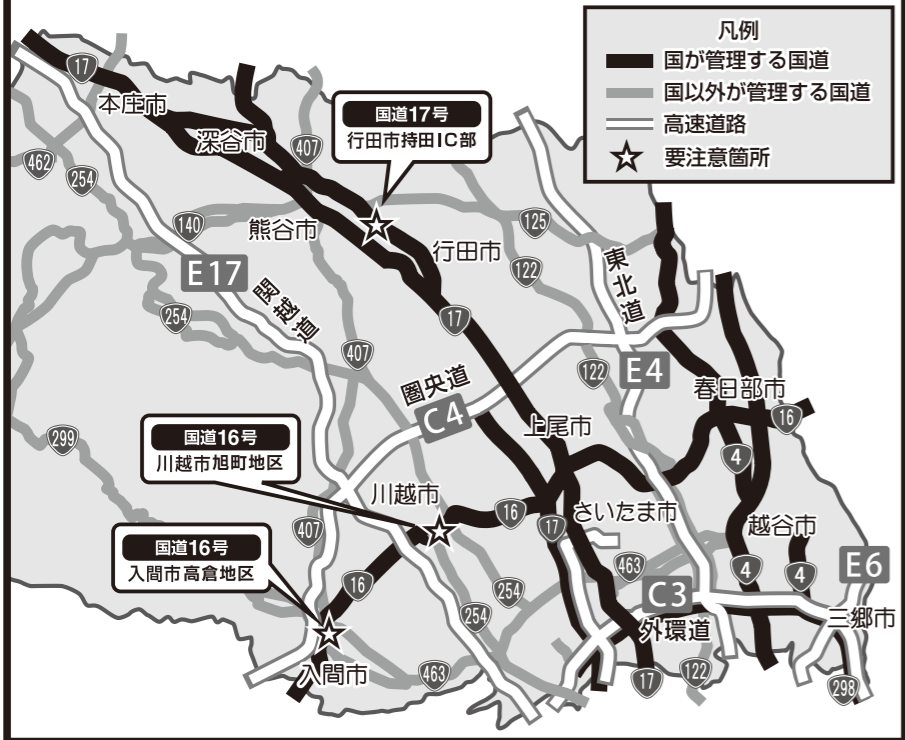 凡例
国が管理する国道
国以外が管理する国道
高速道路
要注意箇所
17
本庄市
深谷市
国道17号
行田市持田IC部
407
462
254
140
熊谷市
行田市
125
122
東北道
E17
関越道
254
17
407
圏央道
C4
122
E4
春日部市
16
299
国道16号
川越市旭町地区
上尾市
4
川越市
16
17
さいたま市
越谷市
407
国道16号
入間市高倉地区
16
463
4
4
E6
254
254
C3
外環道
三郷市
入間市
463
17
122
298